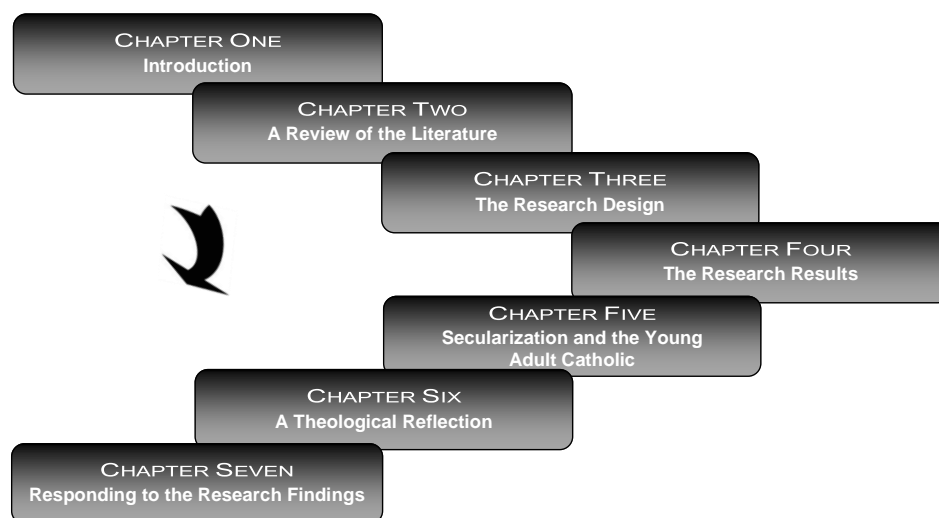 CHAPTER ONE
Introduction
CHAPTER TWO
A Review of the Literature
CHAPTER THREE
The Research Design
CHAPTER FOUR
The Research Results
CHAPTER FIVE
Secularization and the Young
Adult Catholic
CHAPTER SIX
A Theological Reflection
CHAPTER SEVEN
Responding to the Research Findings